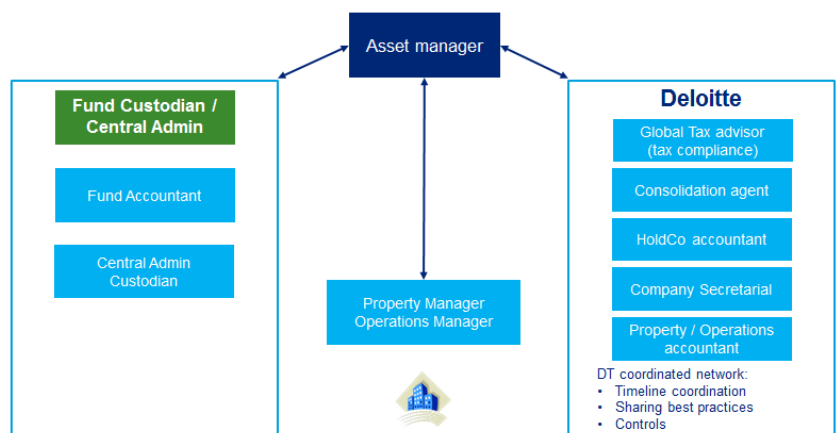 Asset manager
Fund Custodian /
Central Admin
Fund Accountant
Central Admin
Custodian
Property Manager
Operations Manager
Deloitte
Global Tax advisor
(tax compliance)
Consolidation agent
HoldCo accountant
Company Secretarial
Property / Operations
accountant
DT coordinated network:
• Timeline coordination
• Sharing best practices
• Controls